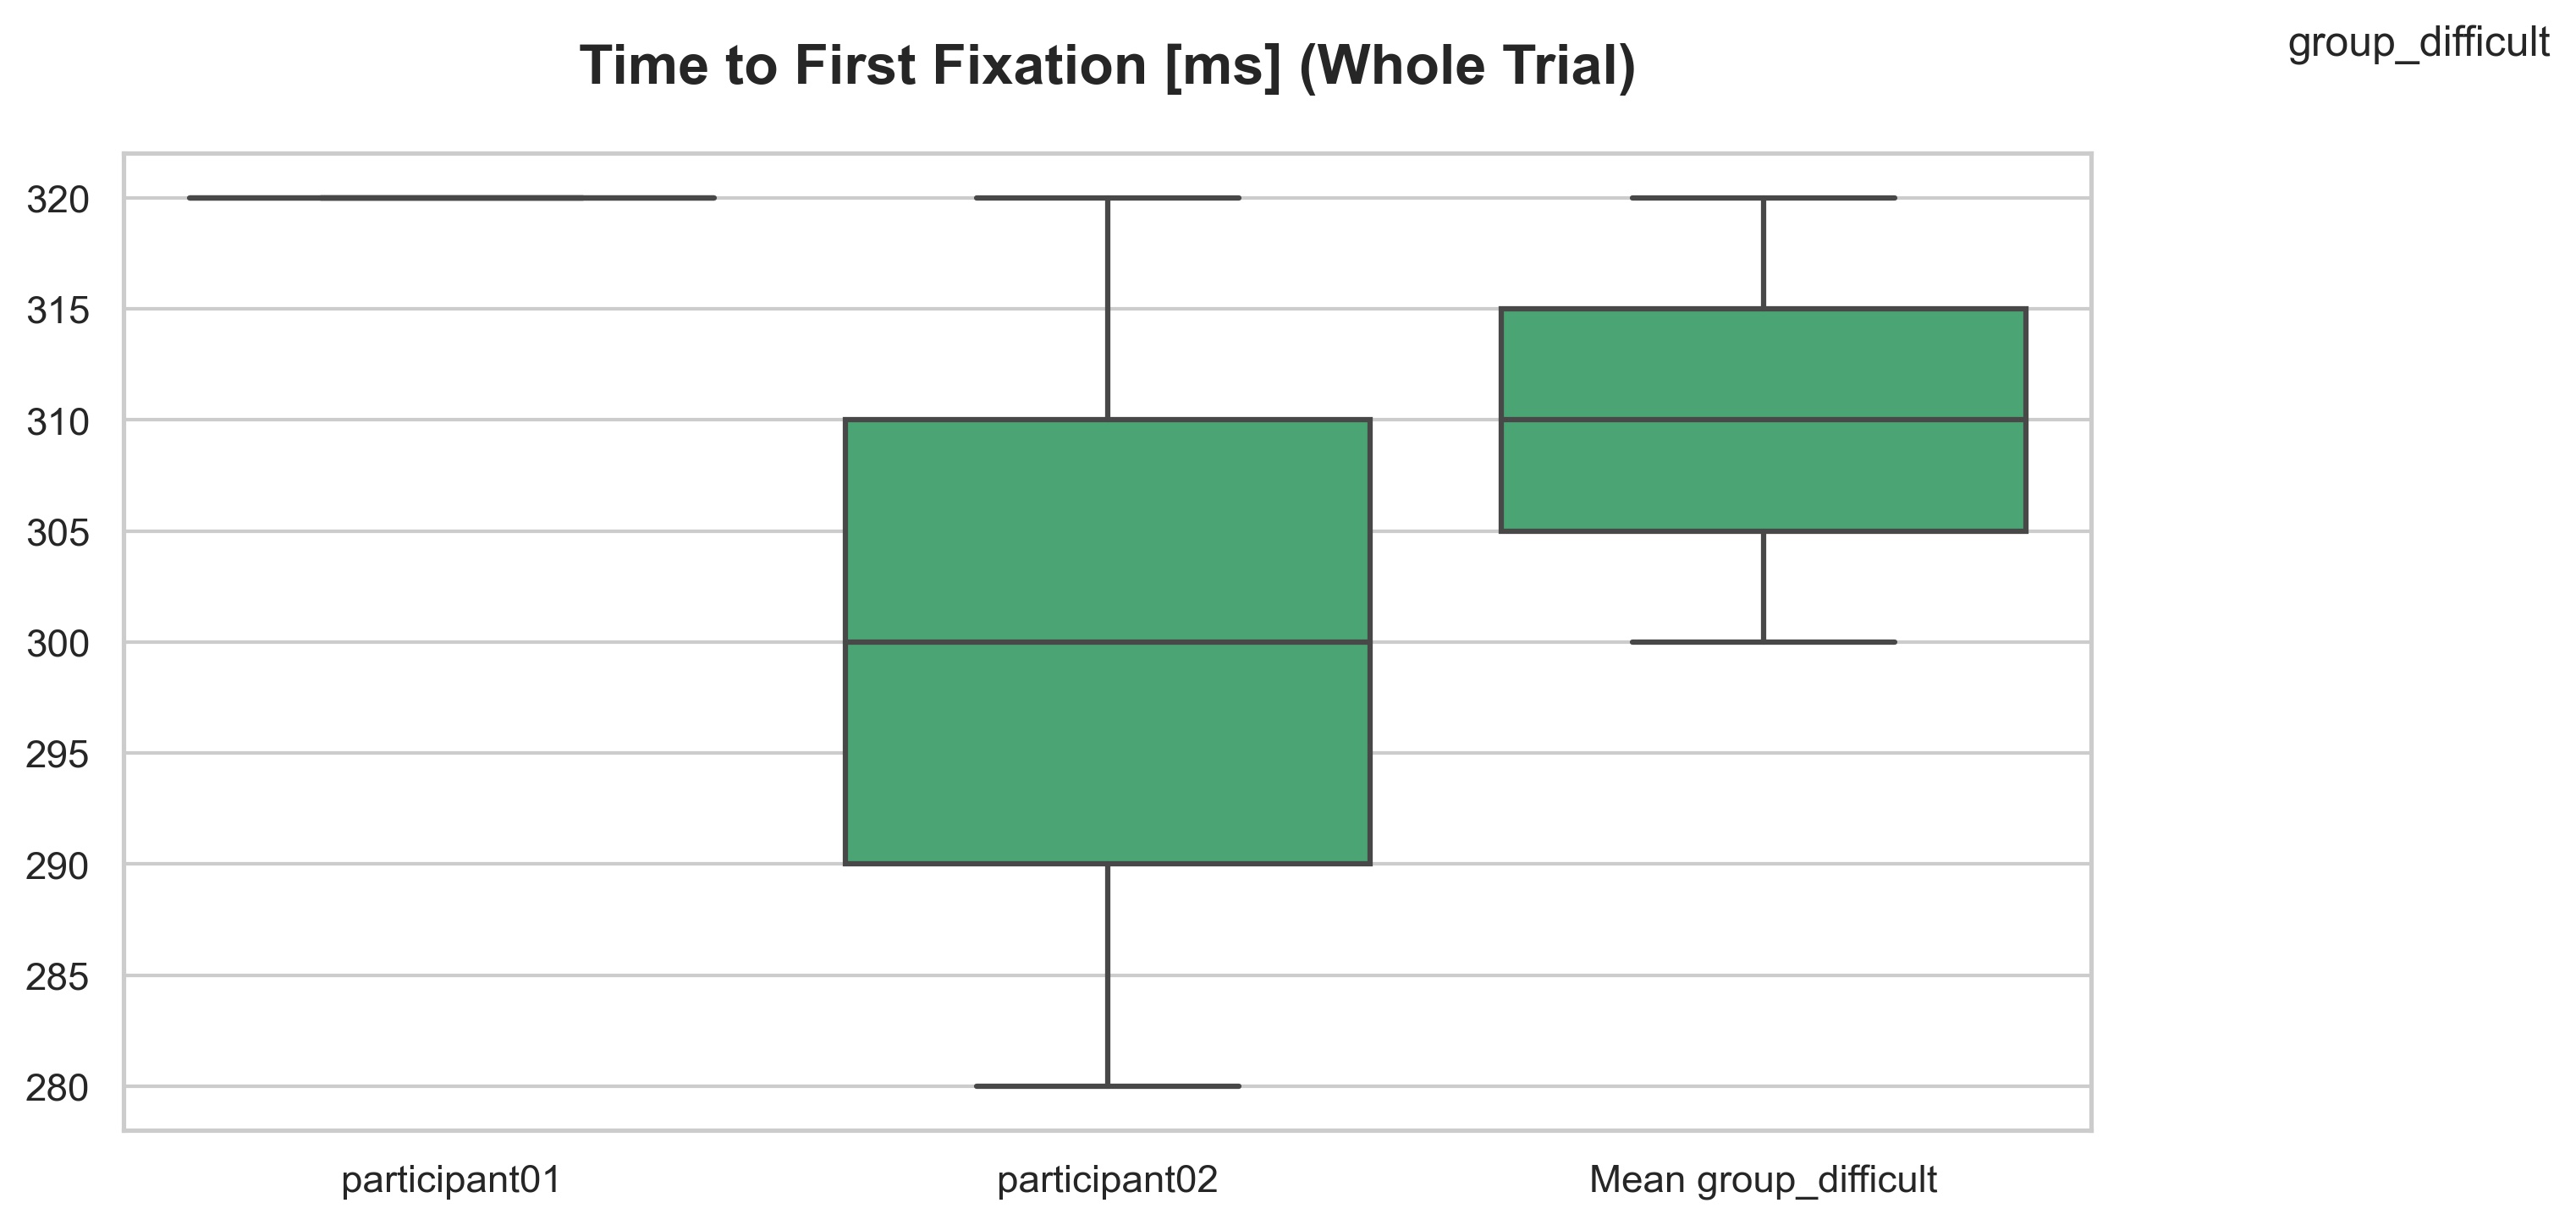 group_difficult
Time to First Fixation [ms] (Whole Trial)
320
315
310
305
300
295
290
285
280
participant01
participant02
Mean group_difficult